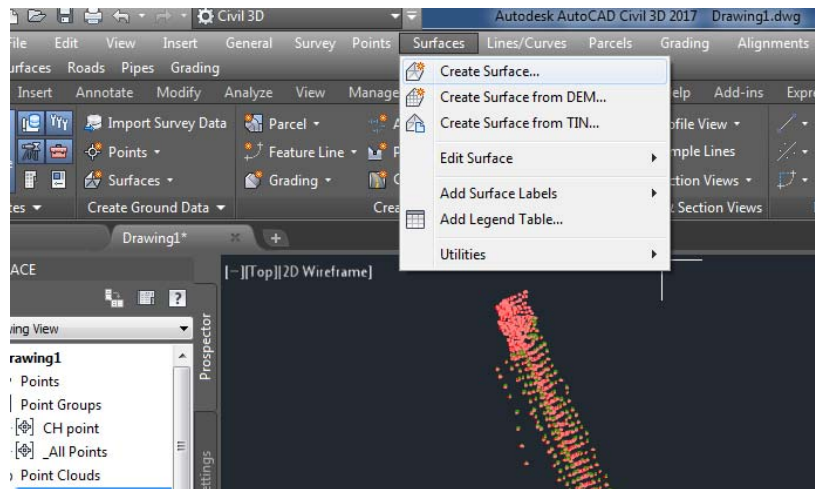 Civil 3D Autodesk AutoCAD Civil 3D 2017 Drawing1.dwg
File Edit View Insert General Survey Points Surfaces Lines/Curves Parcels Grading Alignments
urfaces Roads Pipes Grading
Insert Annotate Modify Analyze View Manage elp Add-ins Expr
Import Survey Data Parcel ofile View
Points Feature Line mple Lines
Surfaces Grading ction Views
tes Create Ground Data Crea & Section Views
Create Surface...
Create Surface from DEM...
Create Surface from TIN...
Edit Surface
Add Surface Labels
Add Legend Table...
Utilities
Drawing1* +
ACE
[−][Top][2D Wireframe]
?
ing View
rawing1
Points
Point Groups
CH point
_All Points
Point Clouds
Prospector
ettings